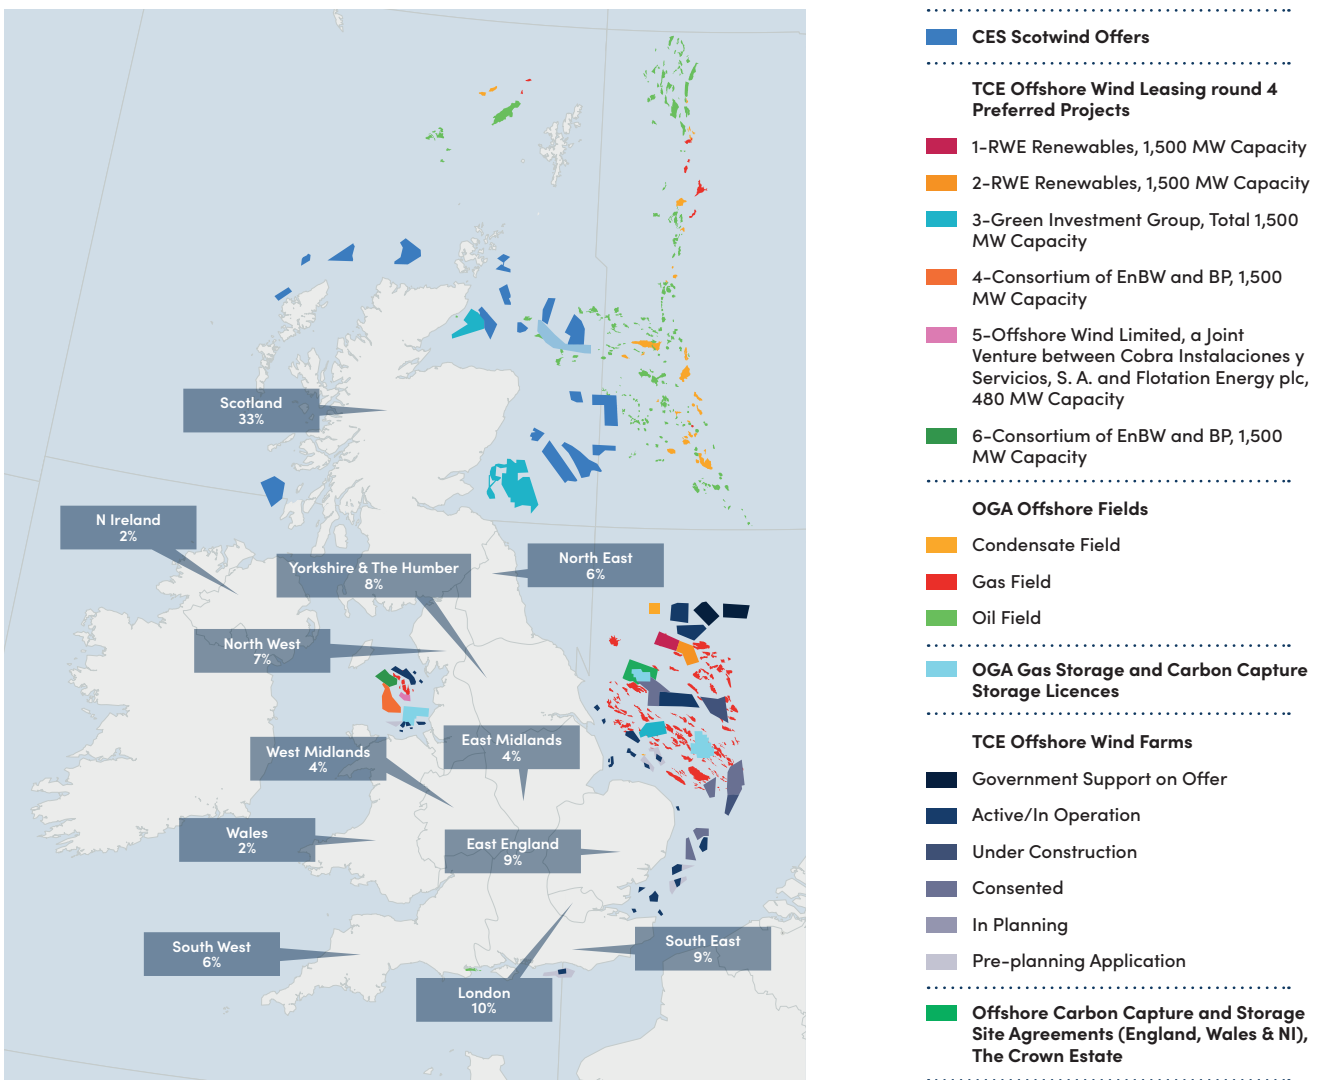 Scotland
33%
N Ireland
2%
Yorkshire & The Humber
8%
North East
6%
North West
7%
West Midlands
4%
East Midlands
4%
Wales
2%
East England
9%
South West
6%
South East
9%
London
10%
CES Scotwind Offers
TCE Offshore Wind Leasing round 4
Preferred Projects
1-RWE Renewables, 1,500 MW Capacity
2-RWE Renewables, 1,500 MW Capacity
3-Green Investment Group, Total 1,500
MW Capacity
4-Consortium of EnBW and BP, 1,500
MW Capacity
5-Offshore Wind Limited, a Joint
Venture between Cobra Instalaciones y
Servicios, S. A. and Flotation Energy plc,
480 MW Capacity
6-Consortium of EnBW and BP, 1,500
MW Capacity
OGA Offshore Fields
Condensate Field
Gas Field
Oil Field
OGA Gas Storage and Carbon Capture
Storage Licences
TCE Offshore Wind Farms
Government Support on Offer
Active/In Operation
Under Construction
Consented
In Planning
Pre-planning Application
Offshore Carbon Capture and Storage
Site Agreements (England, Wales & NI),
The Crown Estate